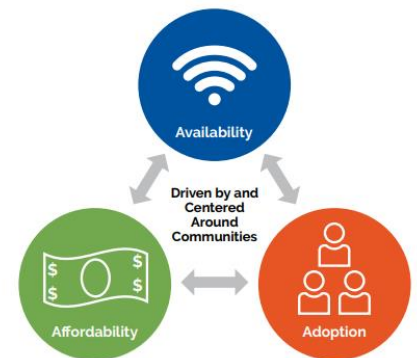 Availability
Driven by and
Centered
Around
Communities
$ $
$ $
Affordability
Adoption